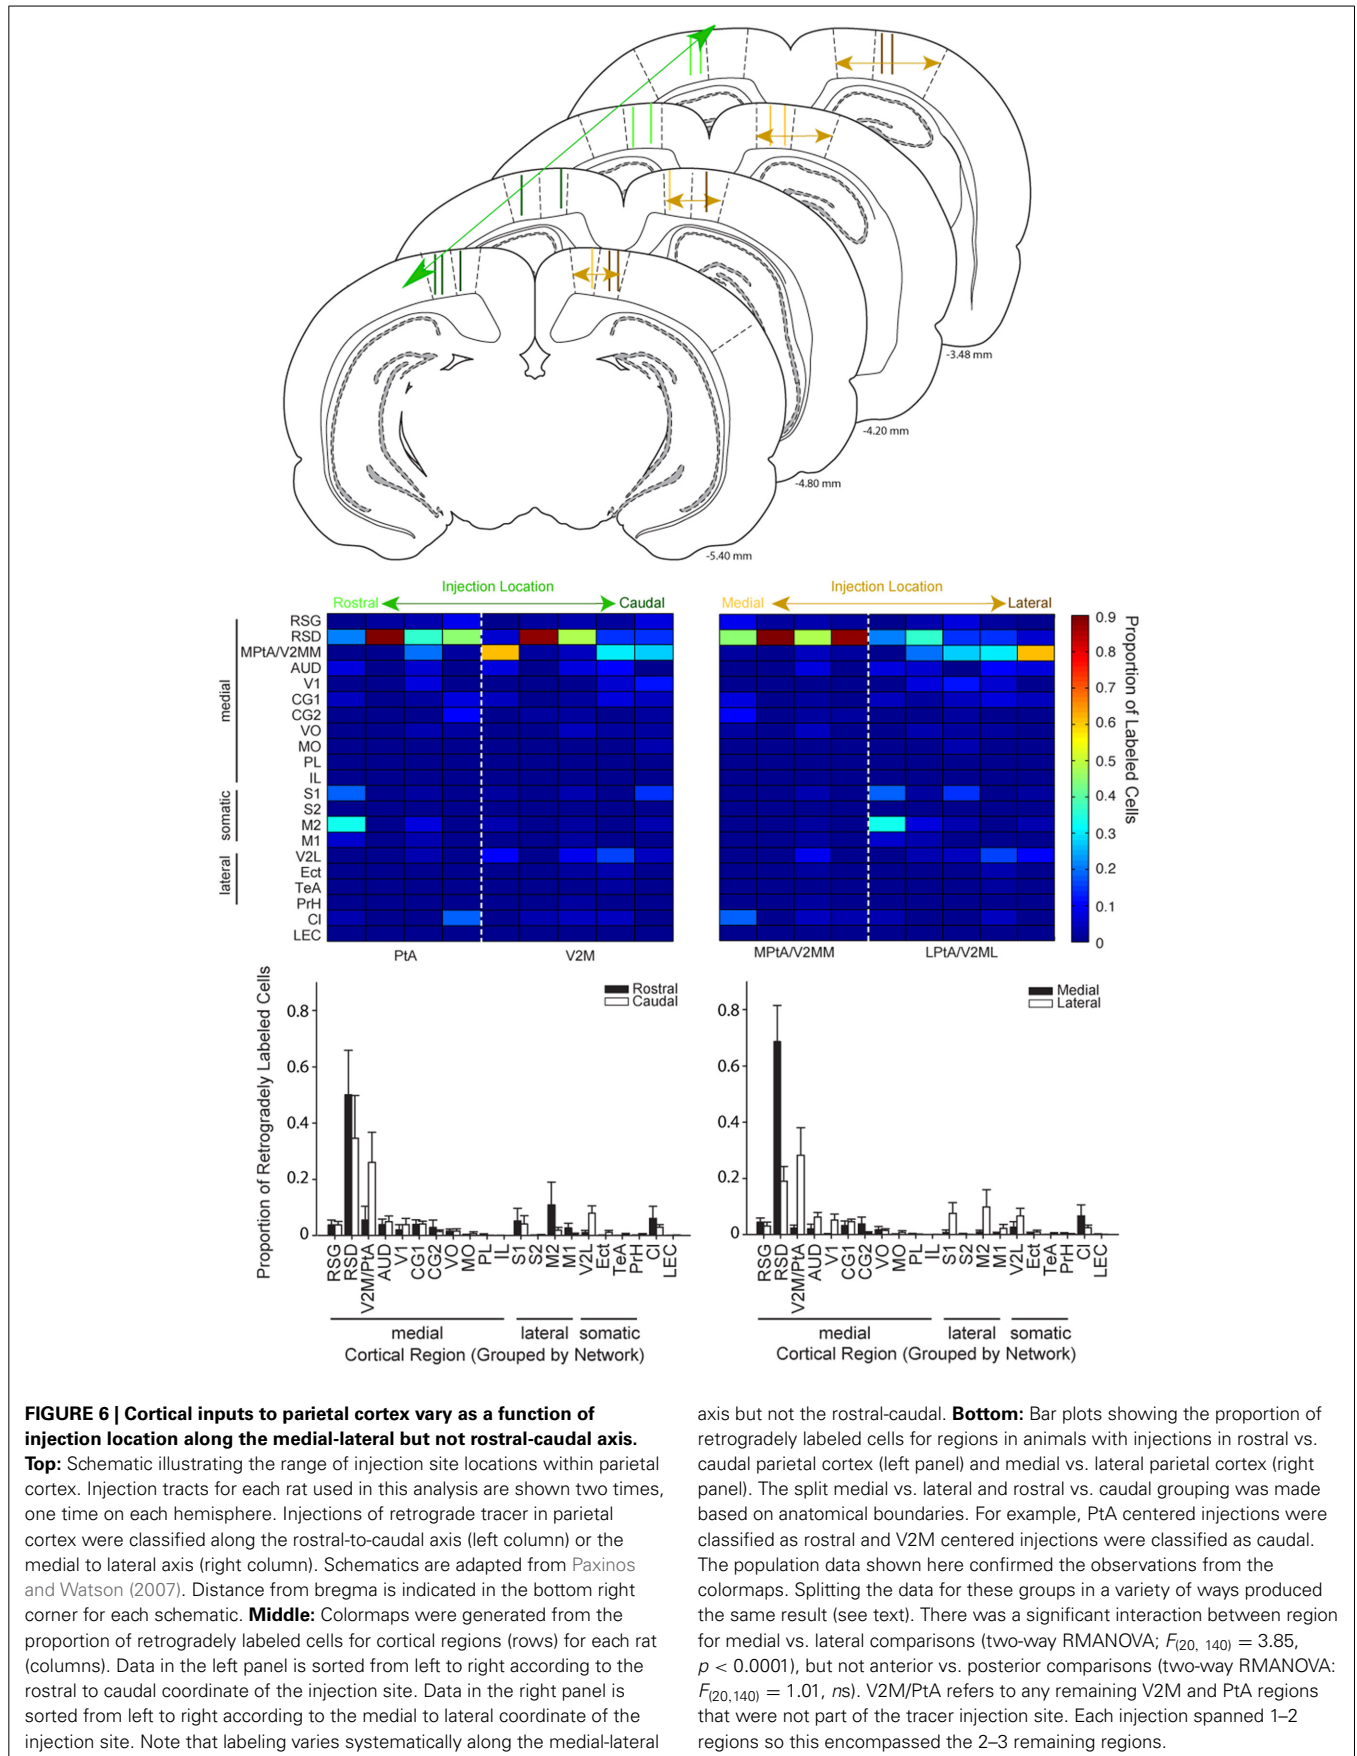 -3.48 mm
-4.20 mm
-4.80 mm
-5.40 mm
Injection Location
Rostral
Caudal
RSG
RSD
MPtA/V2MM
AUD
V1
CG1
CG2
VO
MO
PL
IL
S1
S2
M2
M1
V2L
Ect
TeA
PrH
Cl
LEC
medial
somatic
lateral
PtA
V2M
Injection Location
Medial
Lateral
MPtA/V2MM
LPtA/V2ML
0.9
0.8
0.7
0.6
0.5
0.4
0.3
0.2
0.1
0
Proportion of Labeled Cells
Proportion of Retrogradely Labeled Cells
0.8
0.6
0.4
0.2
0
Rostral
Caudal
RSG
RSD
V2M/PtA
AUD
V1
CG1
CG2
VO
MO
PL
IL
S1
S2
M2
M1
V2L
Ect
TeA
PrH
Cl
LEC
medial
lateral
somatic
Cortical Region (Grouped by Network)
0.8
0.6
0.4
0.2
0
Medial
Lateral
RSG
RSD
V2M/PtA
AUD
V1
CG1
CG2
VO
MO
PL
IL
S1
S2
M2
M1
V2L
Ect
TeA
PrH
Cl
LEC
medial
lateral
somatic
Cortical Region (Grouped by Network)
FIGURE 6 | Cortical inputs to parietal cortex vary as a function of
injection location along the medial-lateral but not rostral-caudal axis.
Top: Schematic illustrating the range of injection site locations within parietal
cortex. Injection tracts for each rat used in this analysis are shown two times,
one time on each hemisphere. Injections of retrograde tracer in parietal
cortex were classified along the rostral-to-caudal axis (left column) or the
medial to lateral axis (right column). Schematics are adapted from Paxinos
and Watson (2007). Distance from bregma is indicated in the bottom right
corner for each schematic. Middle: Colormaps were generated from the
proportion of retrogradely labeled cells for cortical regions (rows) for each rat
(columns). Data in the left panel is sorted from left to right according to the
rostral to caudal coordinate of the injection site. Data in the right panel is
sorted from left to right according to the medial to lateral coordinate of the
injection site. Note that labeling varies systematically along the medial-lateral
axis but not the rostral-caudal. Bottom: Bar plots showing the proportion of
retrogradely labeled cells for regions in animals with injections in rostral vs.
caudal parietal cortex (left panel) and medial vs. lateral parietal cortex (right
panel). The split medial vs. lateral and rostral vs. caudal grouping was made
based on anatomical boundaries. For example, PtA centered injections were
classified as rostral and V2M centered injections were classified as caudal.
The population data shown here confirmed the observations from the
colormaps. Splitting the data for these groups in a variety of ways produced
the same result (see text). There was a significant interaction between region
for medial vs. lateral comparisons (two-way RMANOVA; F(20, 140) = 3.85,
p < 0.0001), but not anterior vs. posterior comparisons (two-way RMANOVA:
F(20,140) = 1.01, ns). V2M/PtA refers to any remaining V2M and PtA regions
that were not part of the tracer injection site. Each injection spanned 1–2
regions so this encompassed the 2–3 remaining regions.